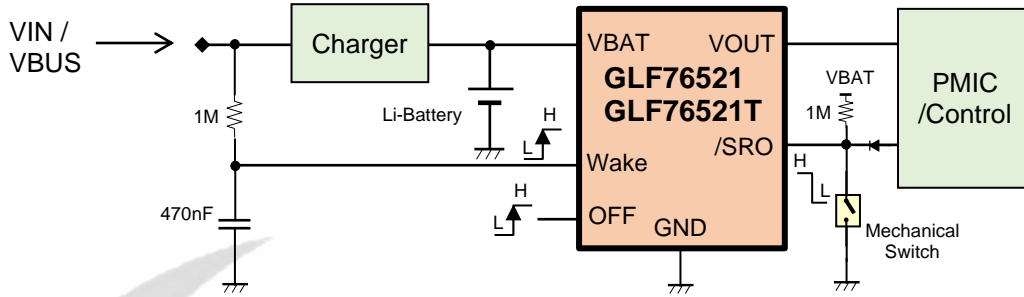 VIN /
VBUS
Charger
VBAT
VOUT
GLF76521
GLF76521T
VBAT
PMIC
/Control
Li-Battery
1M
1M
H
L
/SRO
Wake
H
L
470nF
H
L
OFF
GND
Mechanical
Switch